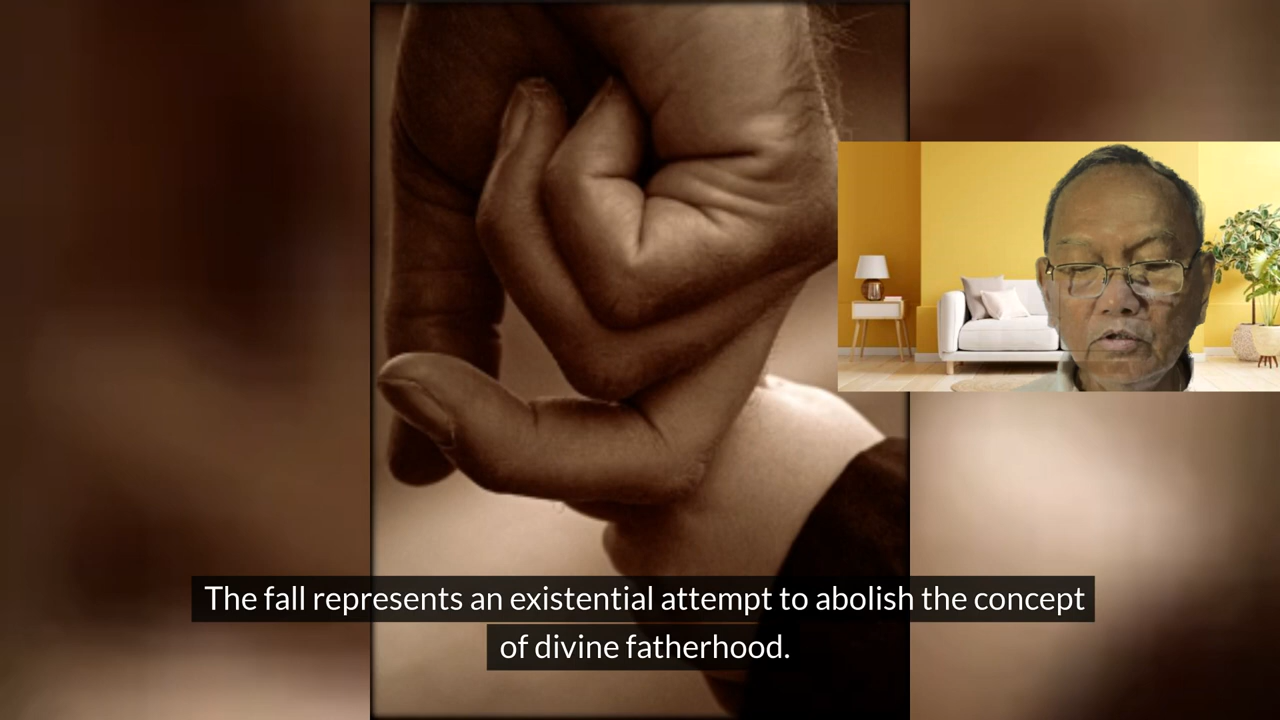 The fall represents an existential attempt to abolish the concept
of divine fatherhood.